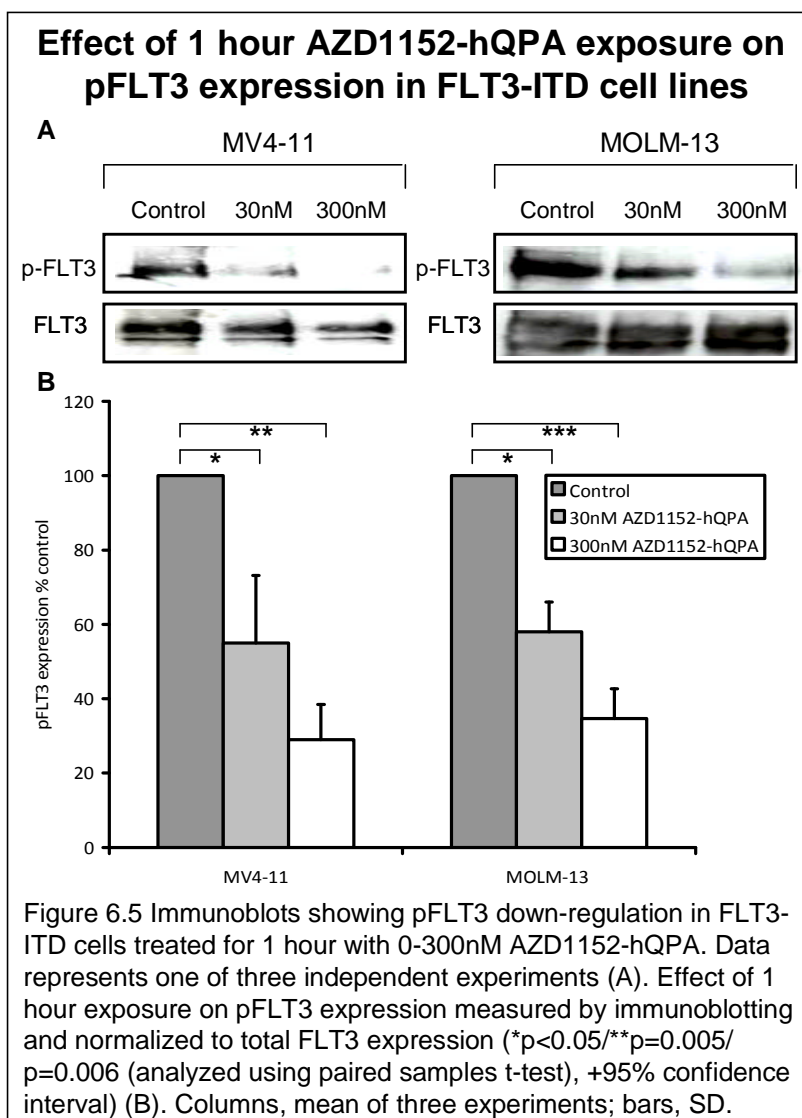 Effect of 1 hour AZD1152-hQPA exposure on
pFLT3 expression in FLT3-ITD cell lines
A
MV4-11
MOLM-13
Control 30nM 300nM
Control 30nM 300nM
p-FLT3
p-FLT3
FLT3
FLT3
B
120
100
80
60
40
20
0
pFLT3 expression % control
**
*
***
*
Control
30nM AZD1152-hQPA
300nM AZD1152-hQPA
MV4-11
MOLM-13
Figure 6.5 Immunoblots showing pFLT3 down-regulation in FLT3-
ITD cells treated for 1 hour with 0-300nM AZD1152-hQPA. Data
represents one of three independent experiments (A). Effect of 1
hour exposure on pFLT3 expression measured by immunoblotting
and normalized to total FLT3 expression (*p<0.05/**p=0.005/
p=0.006 (analyzed using paired samples t-test), +95% confidence
interval) (B). Columns, mean of three experiments; bars, SD.